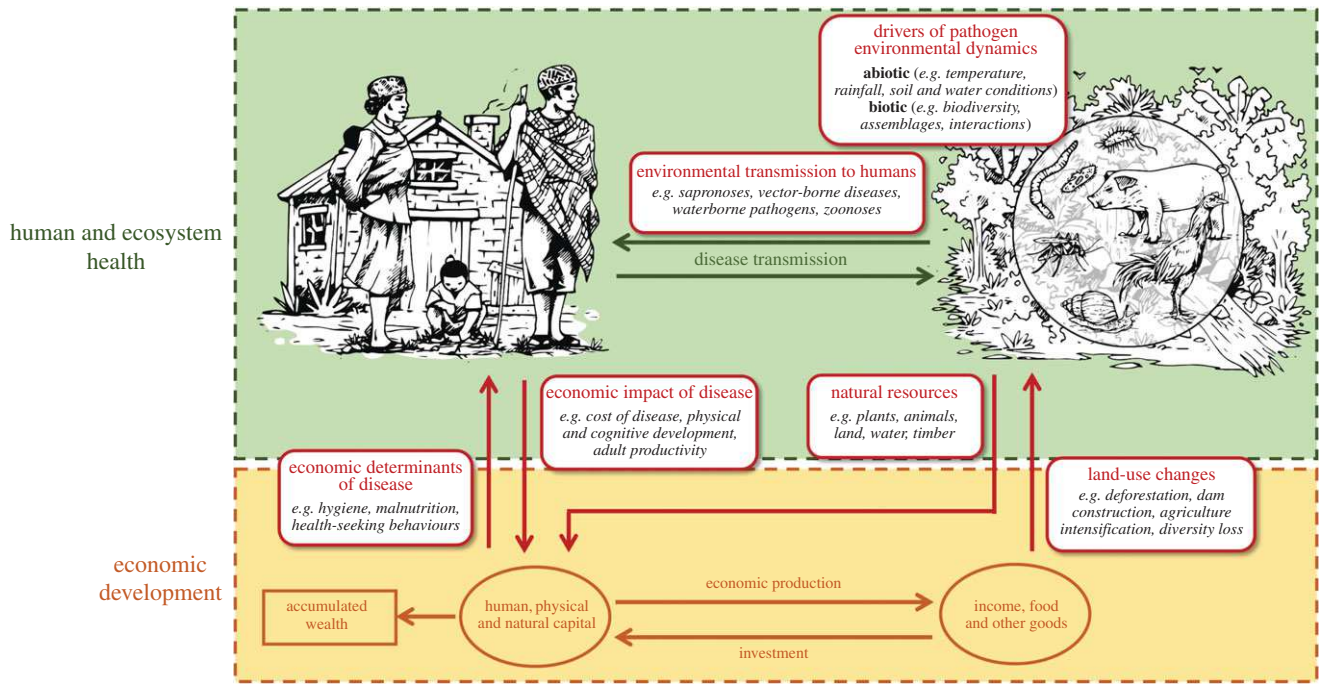 drivers of pathogen
environmental dynamics
abiotic (e.g. temperature,
rainfall, soil and water conditions)
biotic (e.g. biodiversity,
assemblages, interactions)
environmental transmission to humans
e.g. sapronoses, vector-borne diseases,
waterborne pathogens, zoonoses
human and ecosystem
health
disease transmission
economic impact of disease
e.g. cost of disease, physical
and cognitive development,
adult productivity
natural resources
e.g. plants, animals,
land, water, timber
economic determinants
of disease
e.g. hygiene, malnutrition,
health-seeking behaviours
land-use changes
e.g. deforestation, dam
construction, agriculture
intensification, diversity loss
economic
development
accumulated
wealth
human, physical
and natural capital
economic production
investment
income, food
and other goods